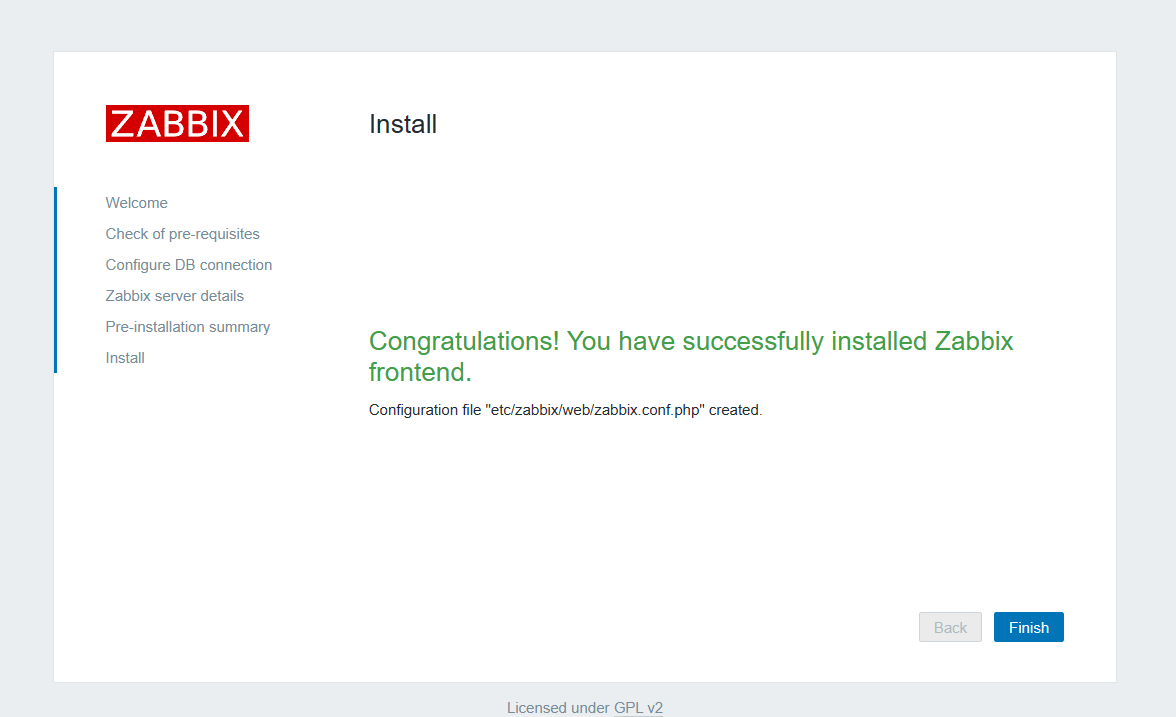 ZABBIX
Install
Welcome
Check of pre-requisites
Configure DB connection
Zabbix server details
Pre-installation summary
Install
Congratulations! You have successfully installed Zabbix
frontend.
Configuration file "etc/zabbix/web/zabbix.conf.php" created.
Back
Finish
Licensed under GPL v2